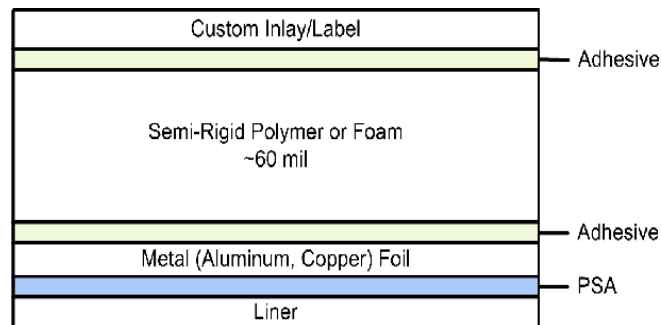 Custom Inlay/Label
Adhesive
Semi-Rigid Polymer or Foam
~60 mil
Adhesive
Metal (Aluminum, Copper) Foil
PSA
Liner